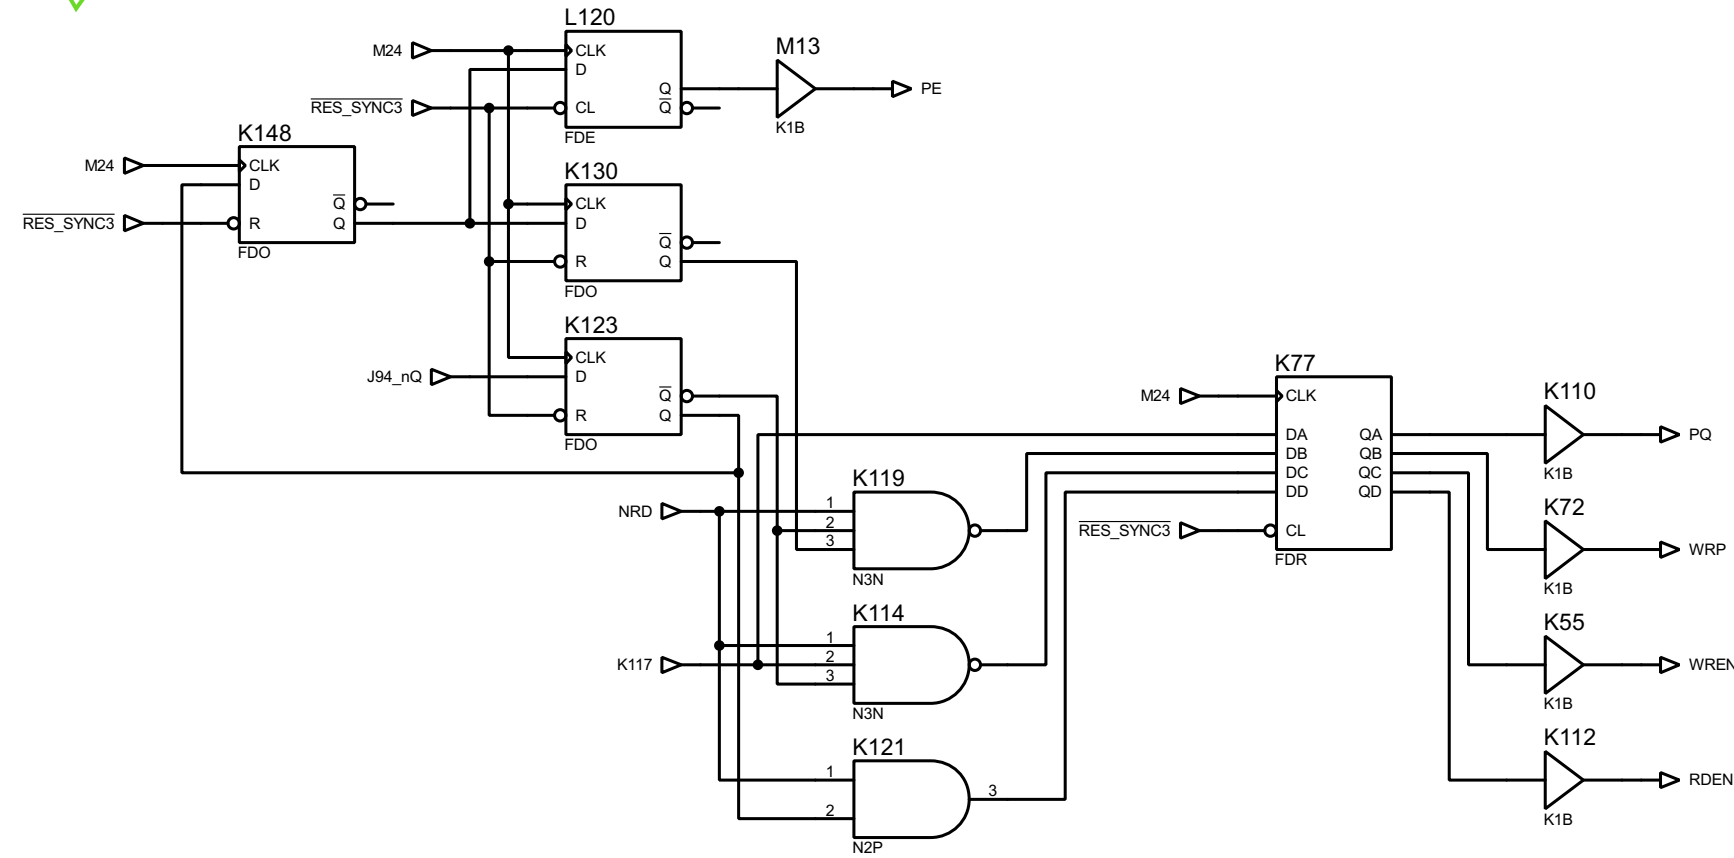 L120
M24
CLK
D
RES_SYNC3
CL
Q
Q
FDE
M13
K1B
PE
K148
M24
CLK
D
RES_SYNC3
R
Q
Q
FDO
K130
CLK
D
R
Q
Q
FDO
K123
CLK
J94_nQ
D
R
Q
Q
FDO
K119
NRD
1
2
3
N3N
K114
K117
1
2
3
N3N
K121
1
2
3
N2P
K77
M24
CLK
DA
DB
DC
DD
QA
QB
QC
QD
RES_SYNC3
CL
FDR
K110
K1B
PQ
K72
K1B
WRP
K55
K1B
WREN
K112
K1B
RDEN